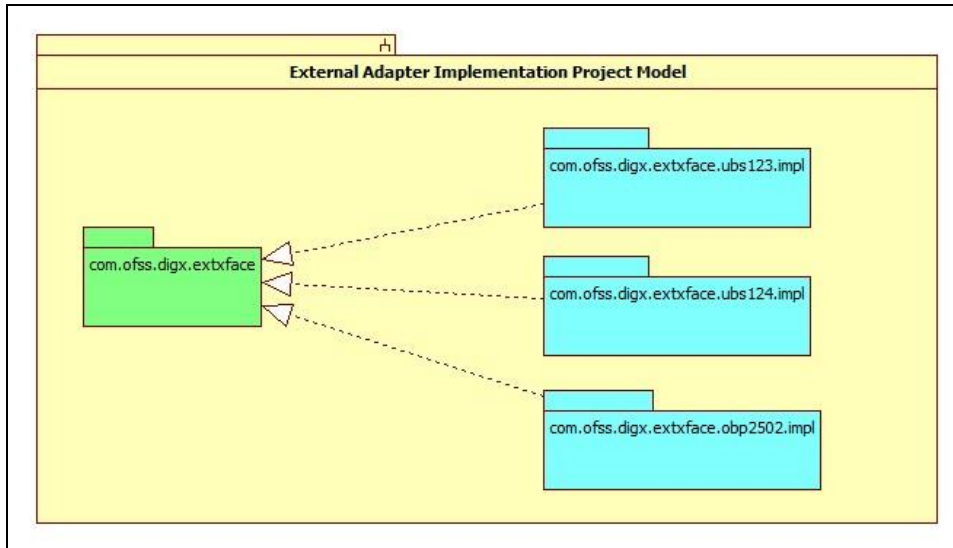 External Adapter Implementation Project Model
com.ofss.digx.extxface.ubs123.impl
com.ofss.digx.extxface
com.ofss.digx.extxface.ubs124.impl
com.ofss.digx.extxface.obp2502.impl